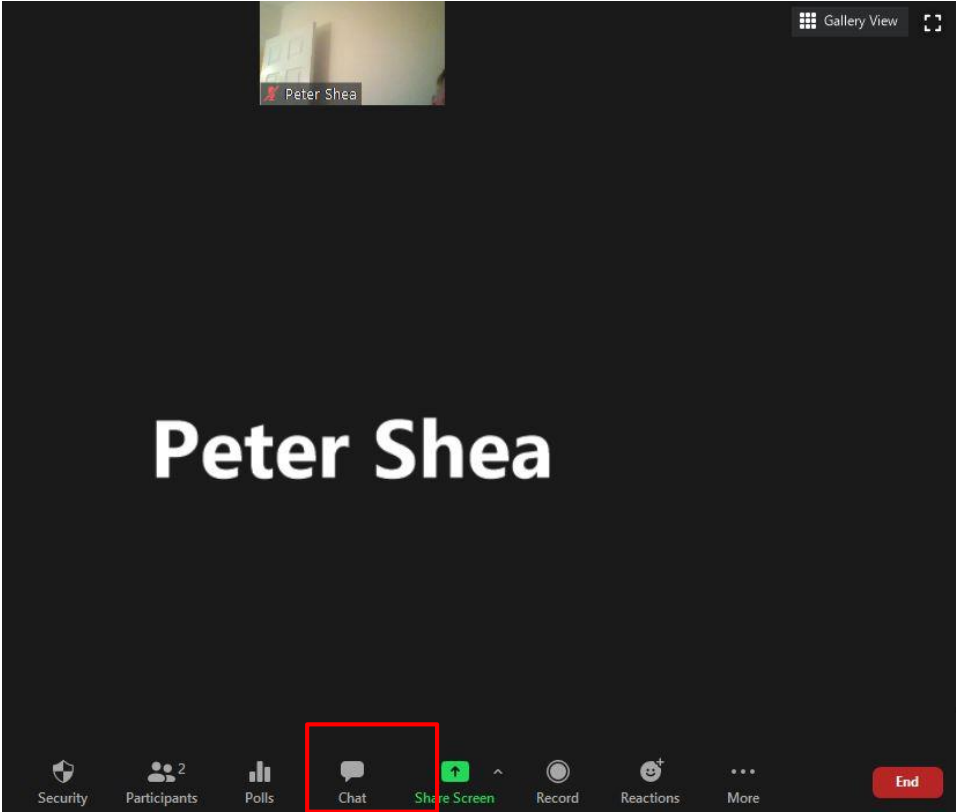 Gallery View
Peter Shea
Peter Shea
2
Security Participants Polls Chat Share Screen Record Reactions More End